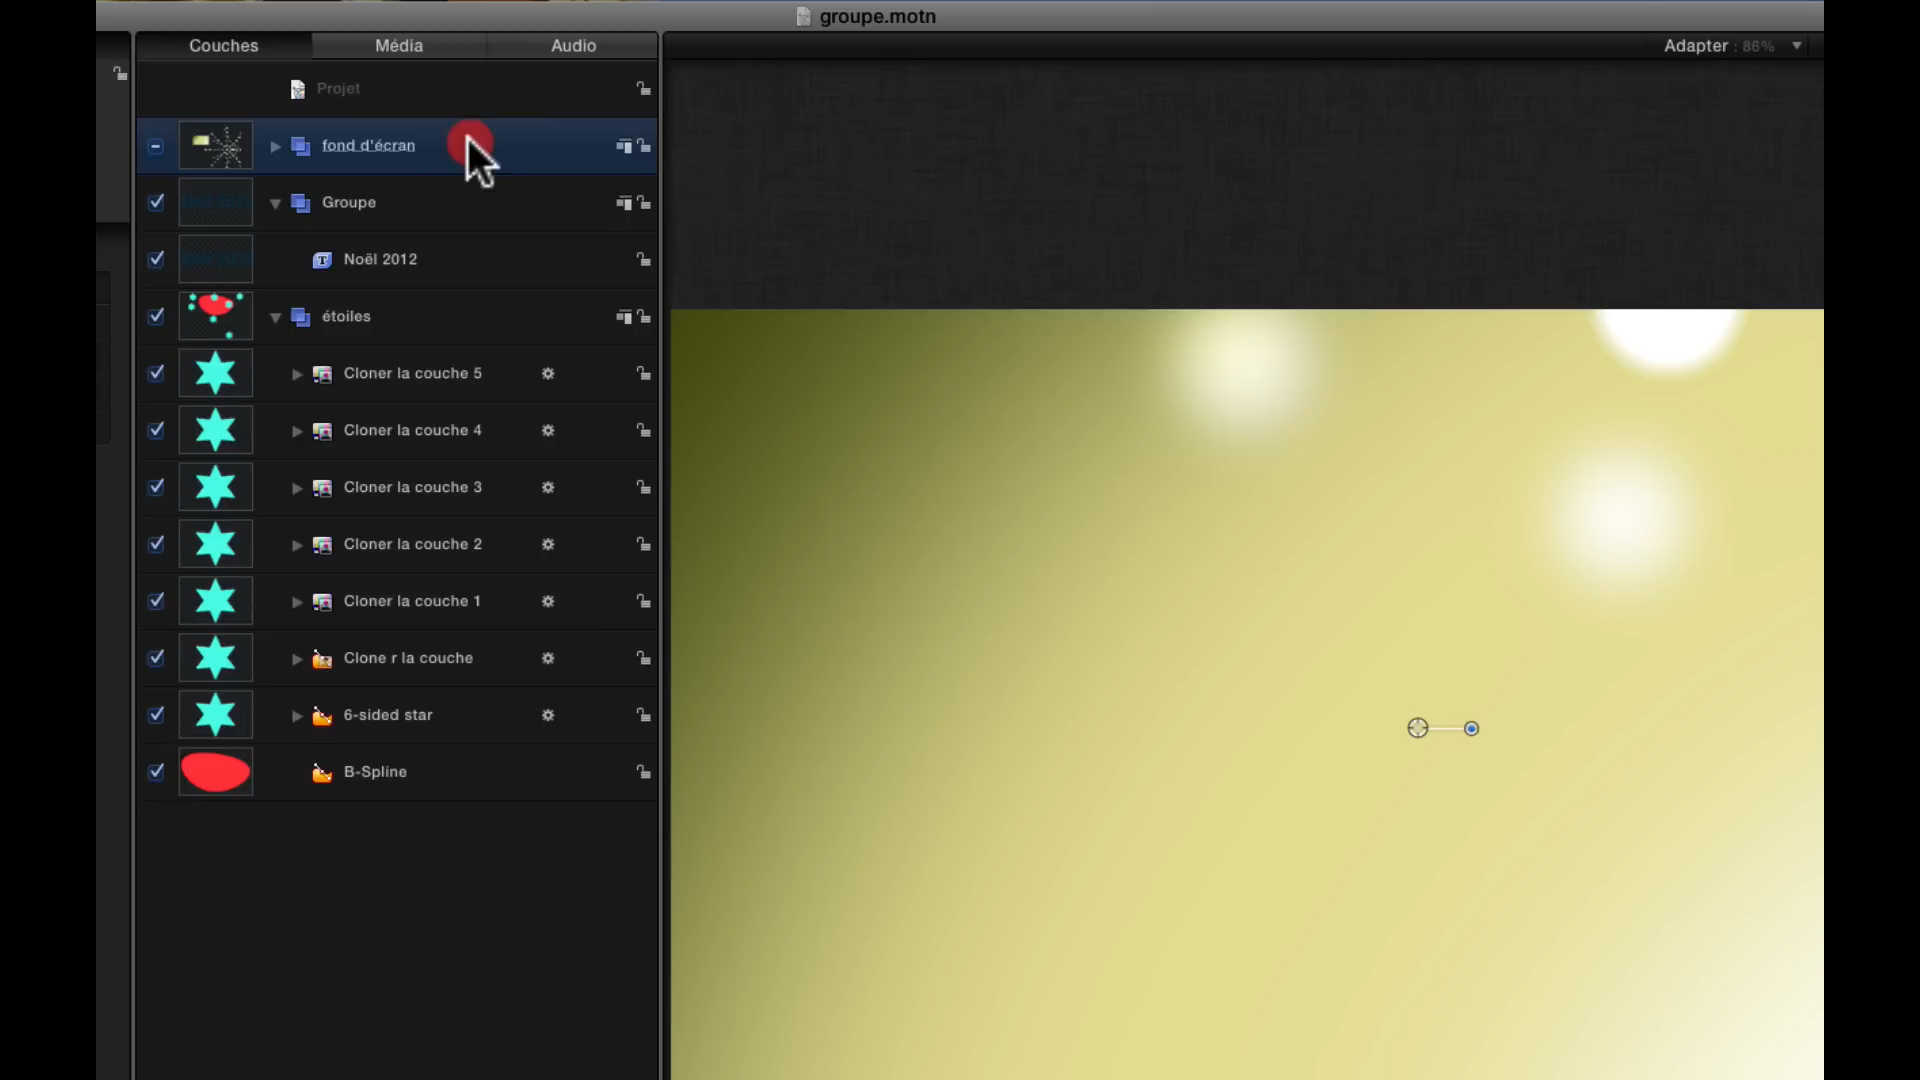 groupe.motn
Couches Média Audio
Adapter : 86%
Projet
fond d'écran
Groupe
Noël 2012
étoiles
Cloner la couche 5
Cloner la couche 4
Cloner la couche 3
Cloner la couche 2
Cloner la couche 1
Clone r la couche
6-sided star
B-Spline